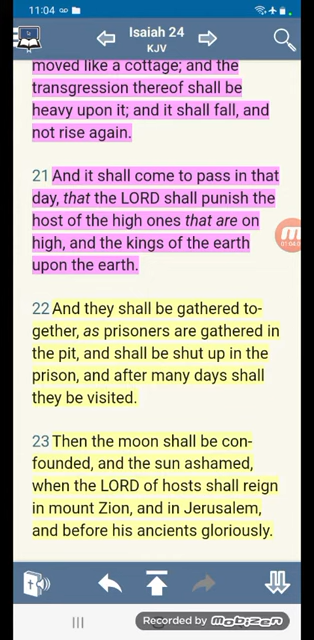 11:04
Isaiah 24
KJV
moved like a cottage; and the
transgression thereof shall be
heavy upon it; and it shall fall, and
not rise again.
21 And it shall come to pass in that
day, that the LORD shall punish the
host of the high ones that are on
high, and the kings of the earth
upon the earth.
01:04
22 And they shall be gathered to-
gether, as prisoners are gathered in
the pit, and shall be shut up in the
prison, and after many days shall
they be visited.
23 Then the moon shall be con-
founded, and the sun ashamed,
when the LORD of hosts shall reign
in mount Zion, and in Jerusalem,
and before his ancients gloriously.
Recorded by mobizen